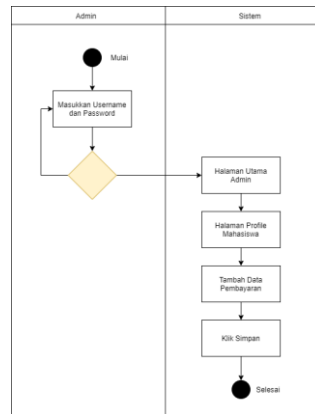 Admin
Sistem
Mulai
Masukkan Username
dan Password
Halaman Utama
Admin
Halaman Profile
Mahasiswa
Tambah Data
Pembayaran
Klik Simpan
Selesai